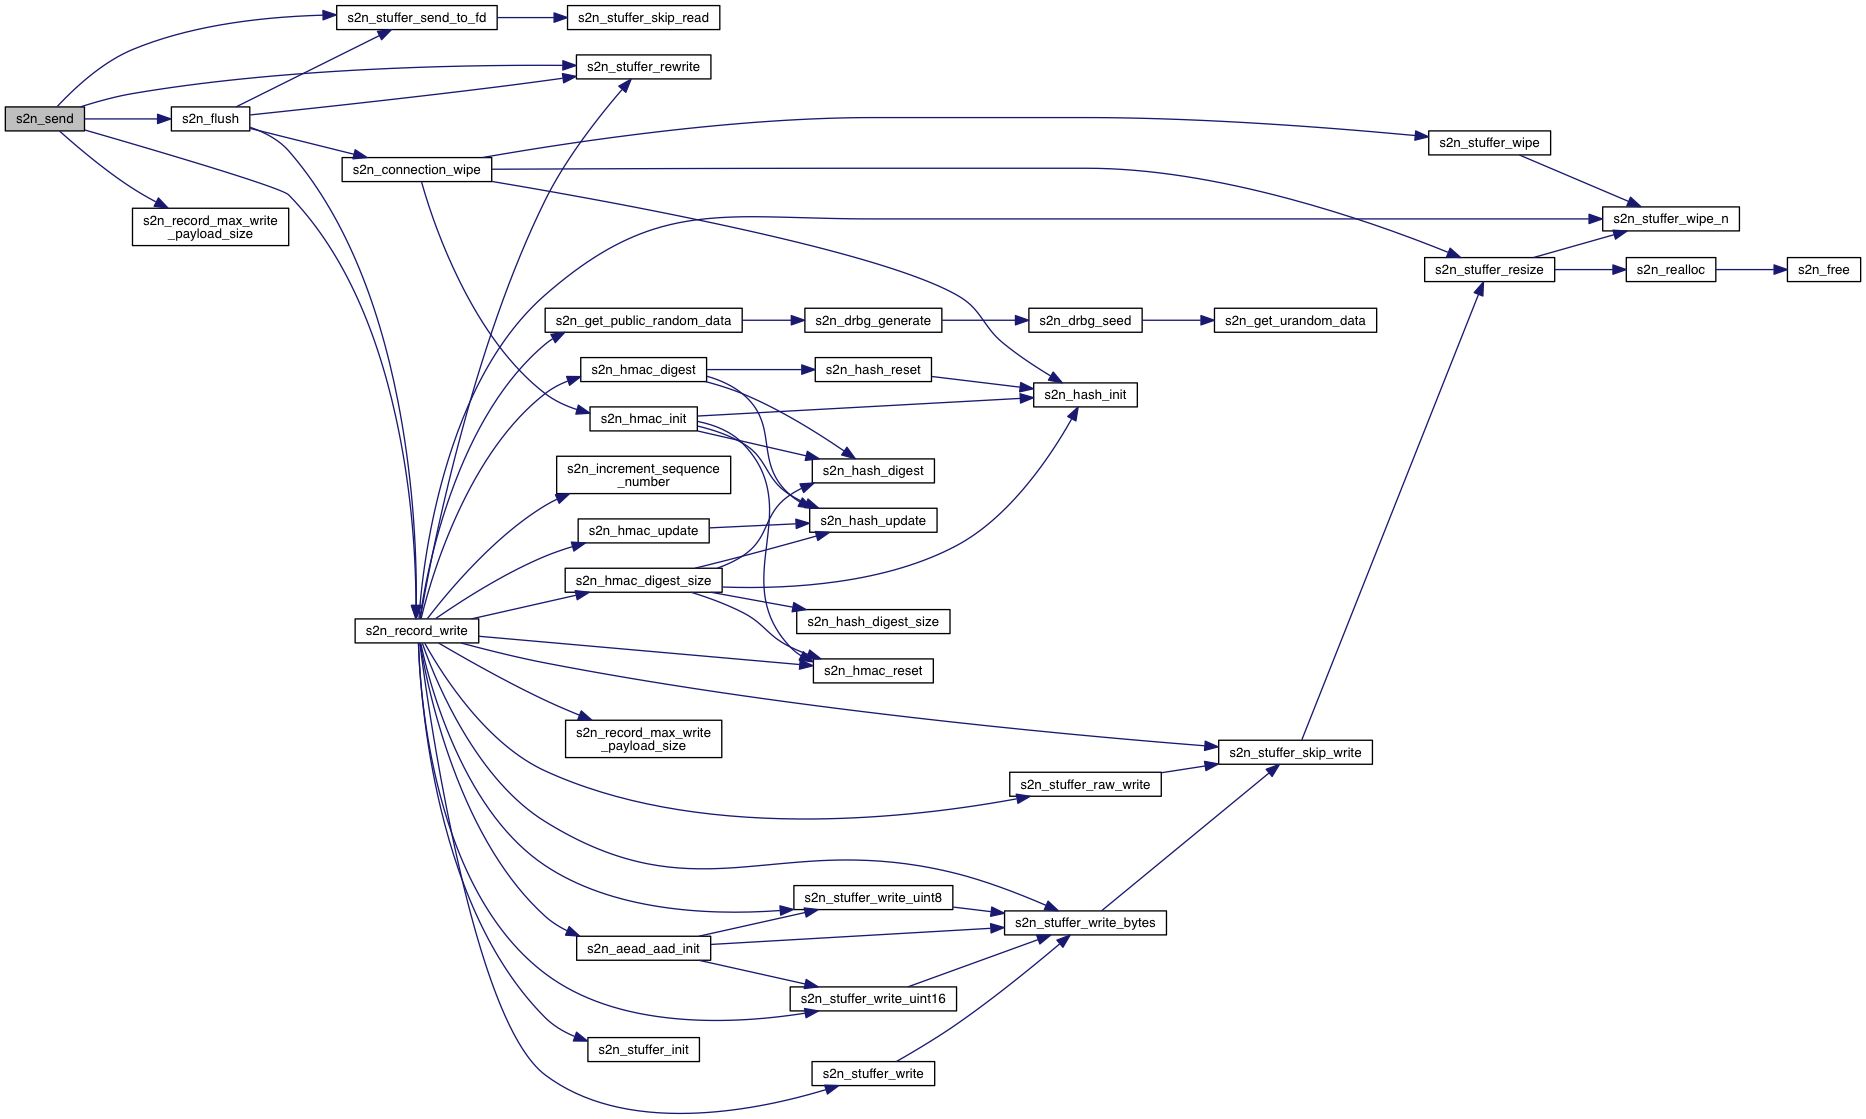 s2n_stuffer_send_to_fd
s2n_stuffer_skip_read
s2n_stuffer_rewrite
s2n_send
s2n_flush
s2n_stuffer_wipe
s2n_connection_wipe
s2n_record_max_write
_payload_size
s2n_stuffer_wipe_n
s2n_stuffer_resize
s2n_realloc
s2n_free
s2n_get_public_random_data
s2n_drbg_generate
s2n_drbg_seed
s2n_get_urandom_data
s2n_hmac_digest
s2n_hash_reset
s2n_hash_init
s2n_hmac_init
s2n_increment_sequence
_number
s2n_hash_digest
s2n_hash_update
s2n_hmac_update
s2n_hmac_digest_size
s2n_hash_digest_size
s2n_record_write
s2n_hmac_reset
s2n_record_max_write
_payload_size
s2n_stuffer_skip_write
s2n_stuffer_raw_write
s2n_stuffer_write_uint8
s2n_stuffer_write_bytes
s2n_aead_aad_init
s2n_stuffer_write_uint16
s2n_stuffer_init
s2n_stuffer_write